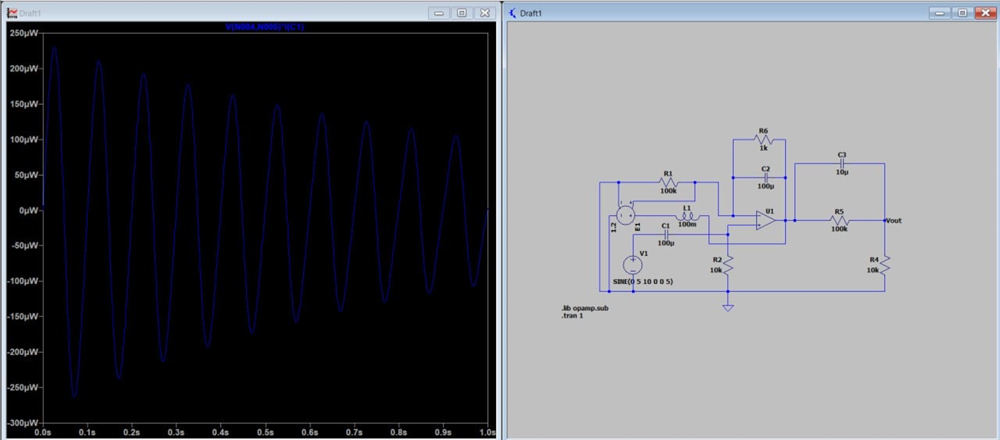 Draft1
V(N004,N005)*I(C1)
250µW
200µW
150µW
100µW
50µW
0µW
-50µW
-100µW
-150µW
-200µW
-250µW
-300µW
0.0s 0.1s 0.2s 0.3s 0.4s 0.5s 0.6s 0.7s 0.8s 0.9s 1.0s
Draft1
R6
1k
C3
10µ
C2
100µ
R1
100k
L1
100m
U1
R5
100k
Vout
1.2
E1
C1
100µ
V1
R2
10k
R4
10k
SINE(0 5 10 0 0 5)
.lib opamp.sub
.tran 1